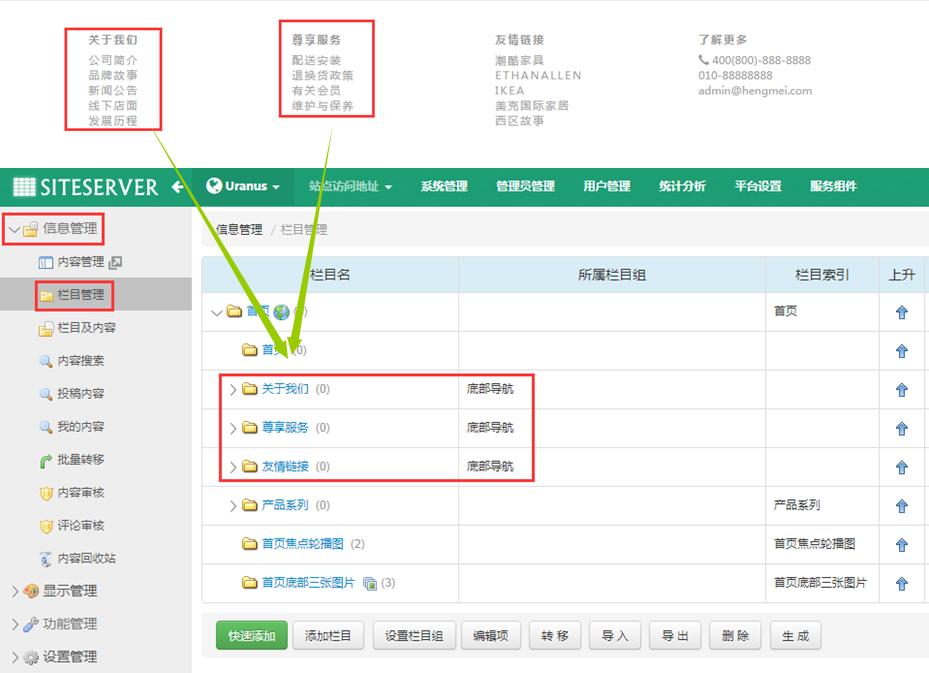 关于我们
公司简介
品牌故事
新闻公告
线下店面
发展历程
尊享服务
配送安装
退换货政策
有关会员
维护与保养
友情链接
潮酷家具
ETHANALLEN
IKEA
美克国际家居
西区故事
了解更多
400(800)-888-8888
010-88888888
admin@hengmei.com
SITESERVER Uranus 站点访问地址 系统管理 管理员管理 用户管理 统计分析 平台设置 服务组件
信息管理
内容管理
栏目管理
栏目及内容
内容搜索
投稿内容
我的内容
批量转移
内容审核
评论审核
内容回收站
显示管理
功能管理
设置管理
信息管理 / 栏目管理
栏目名 所属栏目组 栏目索引 上升
首页 首页
首页 (0)
关于我们 (0) 底部导航
尊享服务 (0) 底部导航
友情链接 (0) 底部导航
产品系列 (0) 产品系列
首页焦点轮播图 (2) 首页焦点轮播图
首页底部三张图片 (3) 首页底部三张图片
快速添加 添加栏目 设置栏目组 编辑项 转 移 导 入 导 出 删 除 生 成